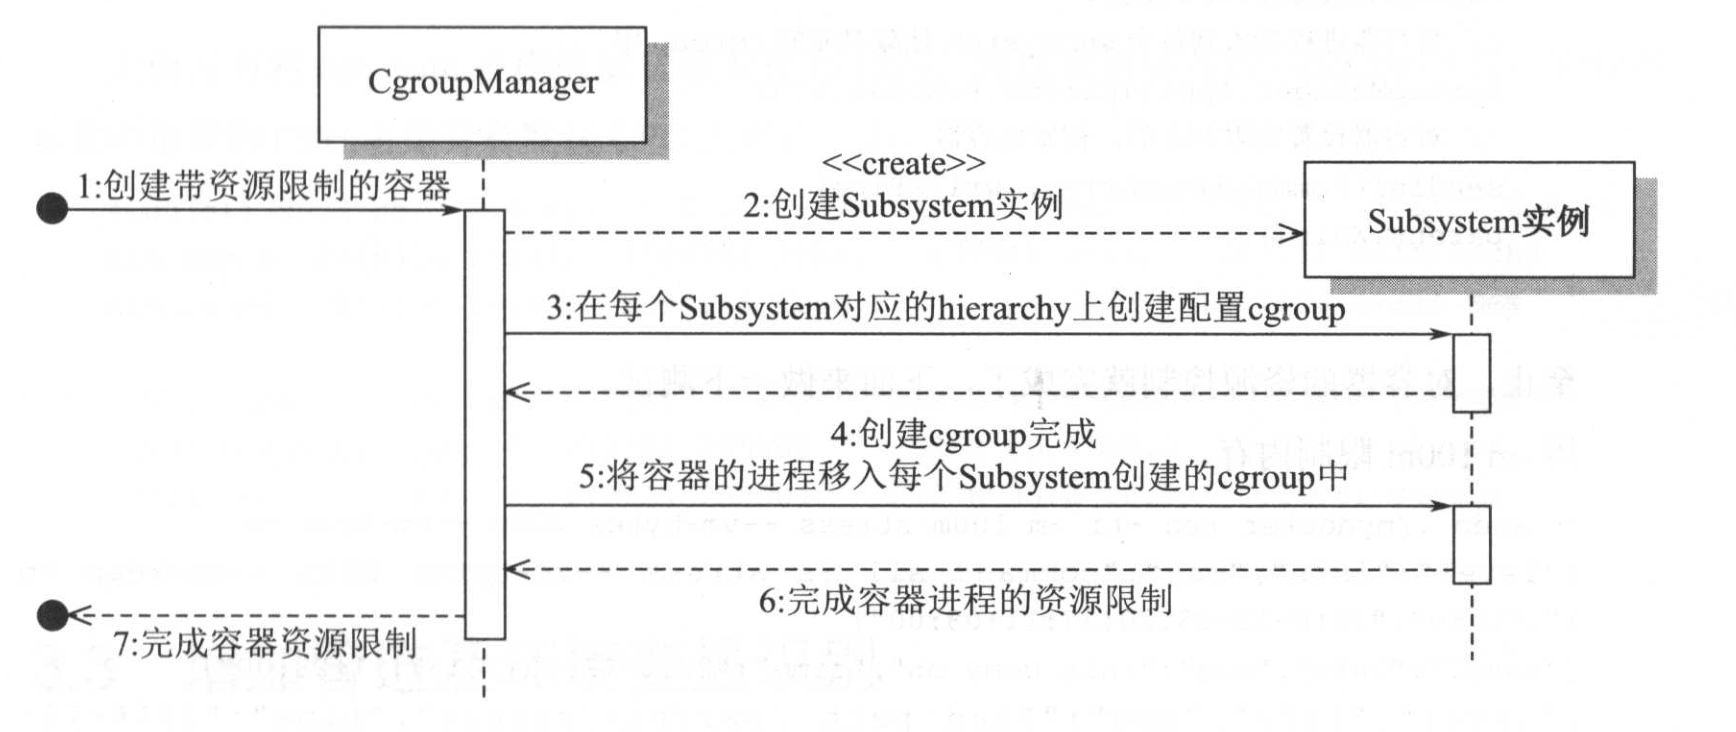 CgroupManager
1:创建带资源限制的容器
<<create>>
2:创建Subsystem实例
Subsystem实例
3:在每个Subsystem对应的hierarchy上创建配置cgroup
4:创建cgroup完成
5:将容器的进程移入每个Subsystem创建的cgroup中
6:完成容器进程的资源限制
7:完成容器资源限制